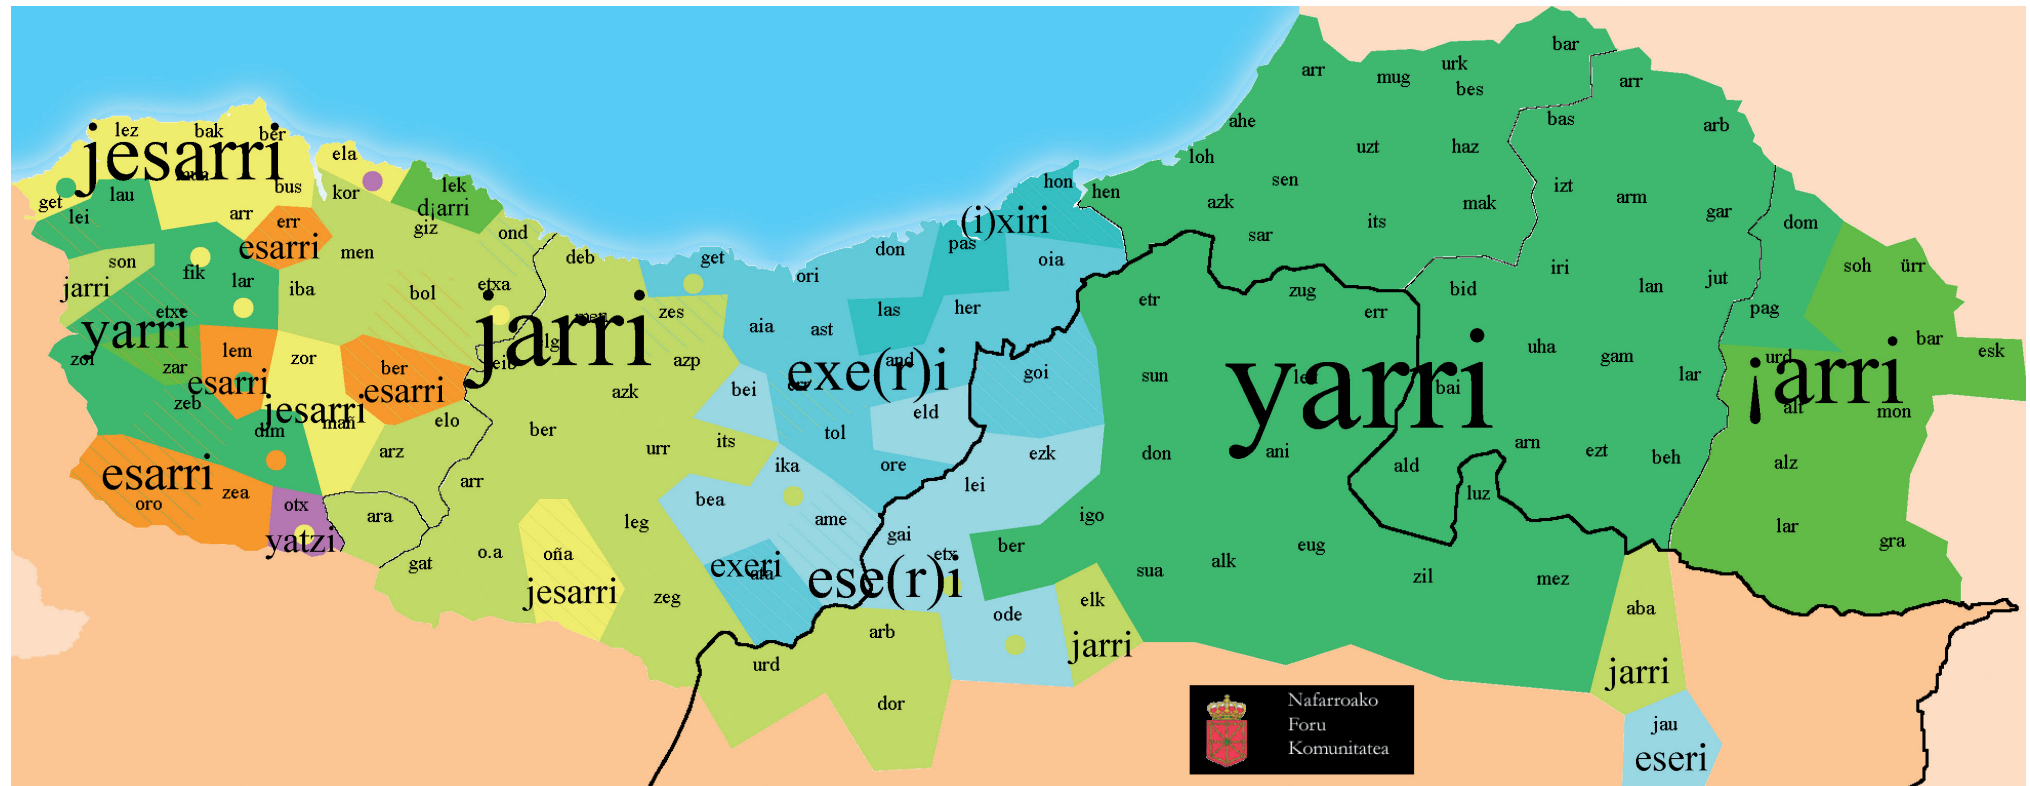 lez
bak
ber
jesarri
ela
get
lau
lei
bus
kor
lek
d¡arri
giz
arr
err
esarri
men
ond
son
jarri
fik
lar
iba
bol
etxa
deb
yarri
zol
zar
zeb
lem
esarri
zor
jesarri
mañ
dim
ber
esarri
elo
arz
esarri
oro
zea
otx
yatzi
ara
gat
arr
o.a
jarri
eib
zes
azp
azk
ber
urr
its
leg
oña
jesarri
zeg
get
ori
don
pas
(i)xiri
hon
hen
oia
las
her
aia
ast
and
exe(r)i
bei
eld
tol
ore
ika
bea
ame
exeri
ata
ese(r)i
gai
etx
goi
ezk
lei
ber
igo
ode
elk
jarri
arb
urd
dor
arr
mug
urk
bes
bar
arr
ahe
loh
uzt
haz
bas
arb
sen
azk
mak
izt
arm
gar
its
sar
iri
lan
jut
dom
soh
ürr
etr
zug
err
bid
pag
sun
yarri
bai
uha
gam
lar
urd
¡arri
bar
esk
alt
mon
don
ani
ald
luz
arn
ezt
beh
alz
lar
gra
sua
alk
eug
zil
mez
aba
jarri
jau
eseri
Nafarroako
Foru
Komunitatea